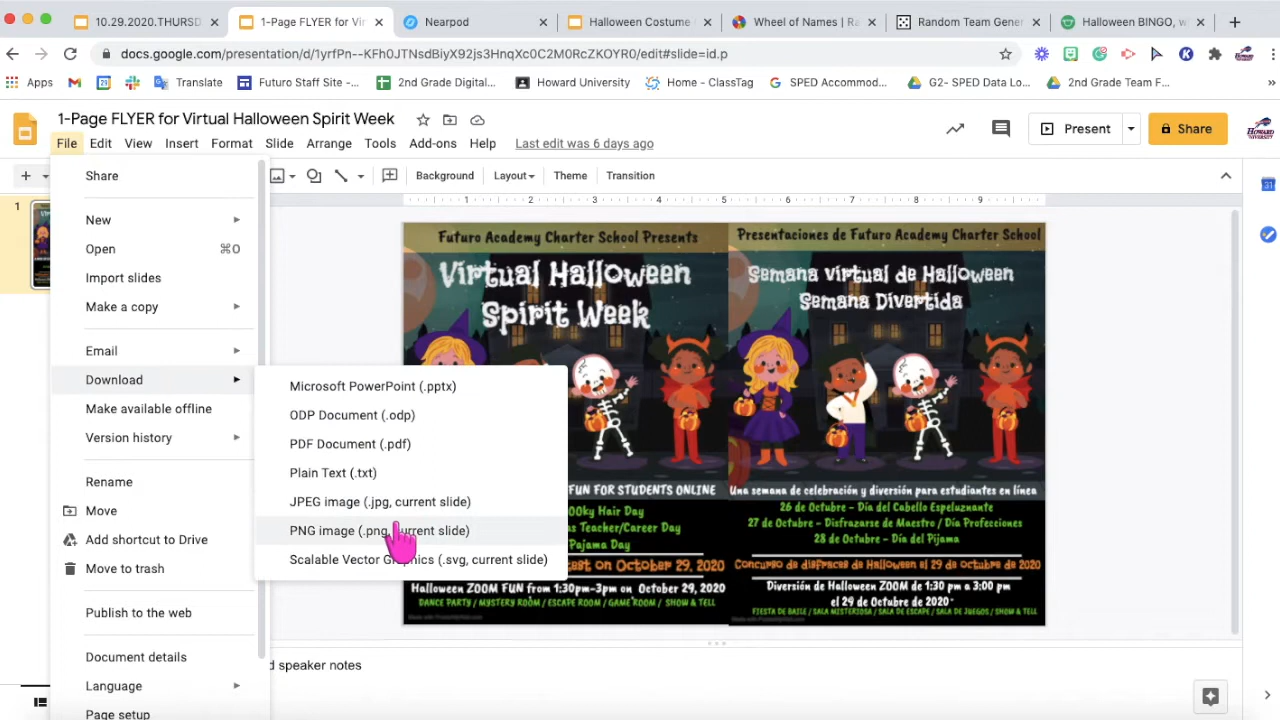 10.29.2020.THURSD
1-Page FLYER for Vir
Nearpod
Halloween Costume
Wheel of Names | Ra
Random Team Gener
Halloween BINGO, w
docs.google.com/presentation/d/1yrfPn--KFh0JTNsdBiyX92js3HnqXc0C2M0RcZKOYR0/edit#slide=id.p
Apps
Translate
Futuro Staff Site -...
2nd Grade Digital...
Howard University
Home - ClassTag
SPED Accommod...
G2- SPED Data Lo...
2nd Grade Team F...
»
1-Page FLYER for Virtual Halloween Spirit Week
File Edit View Insert Format Slide Arrange Tools Add-ons Help Last edit was 6 days ago
Present
Share
Background Layout Theme Transition
1 2 3 4 5 6 7 8 9
1
Share
New
Open ⌘O
Import slides
Make a copy
Email
Download
Make available offline
Version history
Rename
Move
Add shortcut to Drive
Move to trash
Publish to the web
Document details
Language
Page setup
Microsoft PowerPoint (.pptx)
ODP Document (.odp)
PDF Document (.pdf)
Plain Text (.txt)
JPEG image (.jpg, current slide)
PNG image (.png, current slide)
Scalable Vector Graphics (.svg, current slide)
Futuro Academy Charter School Presents
Virtual Halloween
Spirit Week
FUN FOR STUDENTS ONLINE
OOky Hair Day
as Teacher/Career Day
Pajama Day
est on October 29, 2020
Halloween ZOOM FUN from 1:30pm-3pm on October 29, 2020
DANCE PARTY / MYSTERY ROOM / ESCAPE ROOM / GAME ROOM / SHOW & TELL
Presentaciones de Futuro Academy Charter School
Semana virtual de Halloween
Semana Divertida
Una semana de celebración y diversión para estudiantes en línea
26 de Octubre - Día del Cabello Espeluznante
27 de Octubre - Disfrazarse de Maestro / Día Profecciones
28 de Octubre - Día del Pijama
Concurso de disfraces de Halloween el 29 de octubre de 2020
Diversión de Halloween ZOOM de 1:30 pm a 3:00 pm
el 29 de Octubre de 2020
FIESTA DE BAILE / SALA MISTERIOSA / SALA DE ESCAPE / SALA DE JUEGOS / SHOW & TELL
d speaker notes